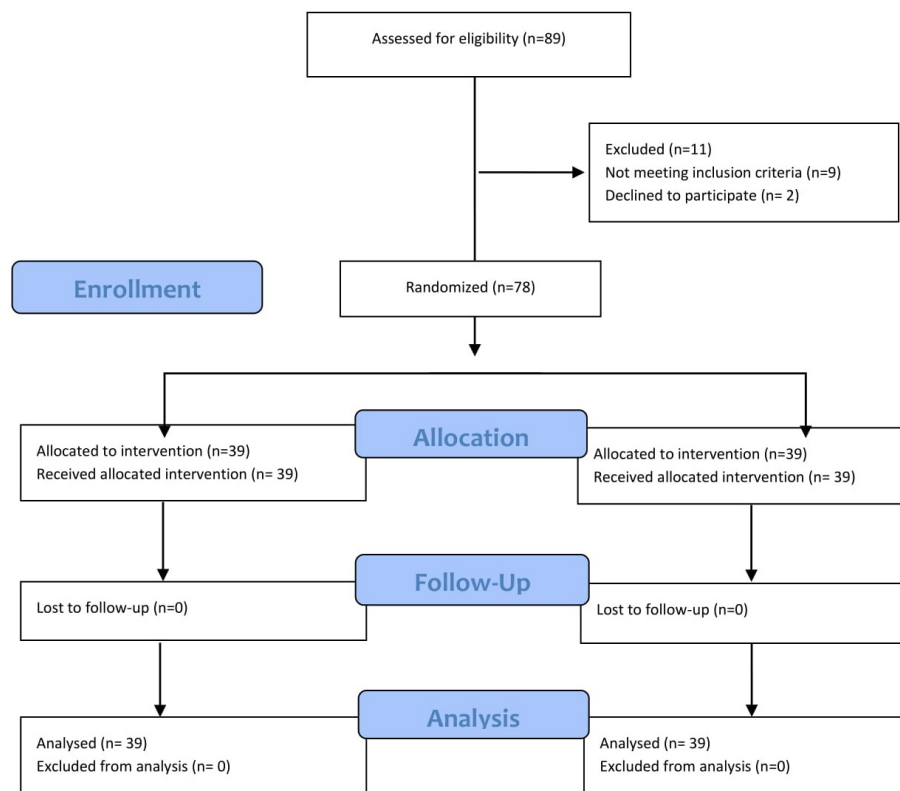 Assessed for eligibility (n=89)
Excluded (n=11)
Not meeting inclusion criteria (n=9)
Declined to participate (n= 2)
Enrollment
Randomized (n=78)
Allocation
Allocated to intervention (n=39)
Received allocated intervention (n= 39)
Allocated to intervention (n=39)
Received allocated intervention (n= 39)
Follow-Up
Lost to follow-up (n=0)
Lost to follow-up (n=0)
Analysis
Analysed (n= 39)
Excluded from analysis (n= 0)
Analysed (n= 39)
Excluded from analysis (n=0)